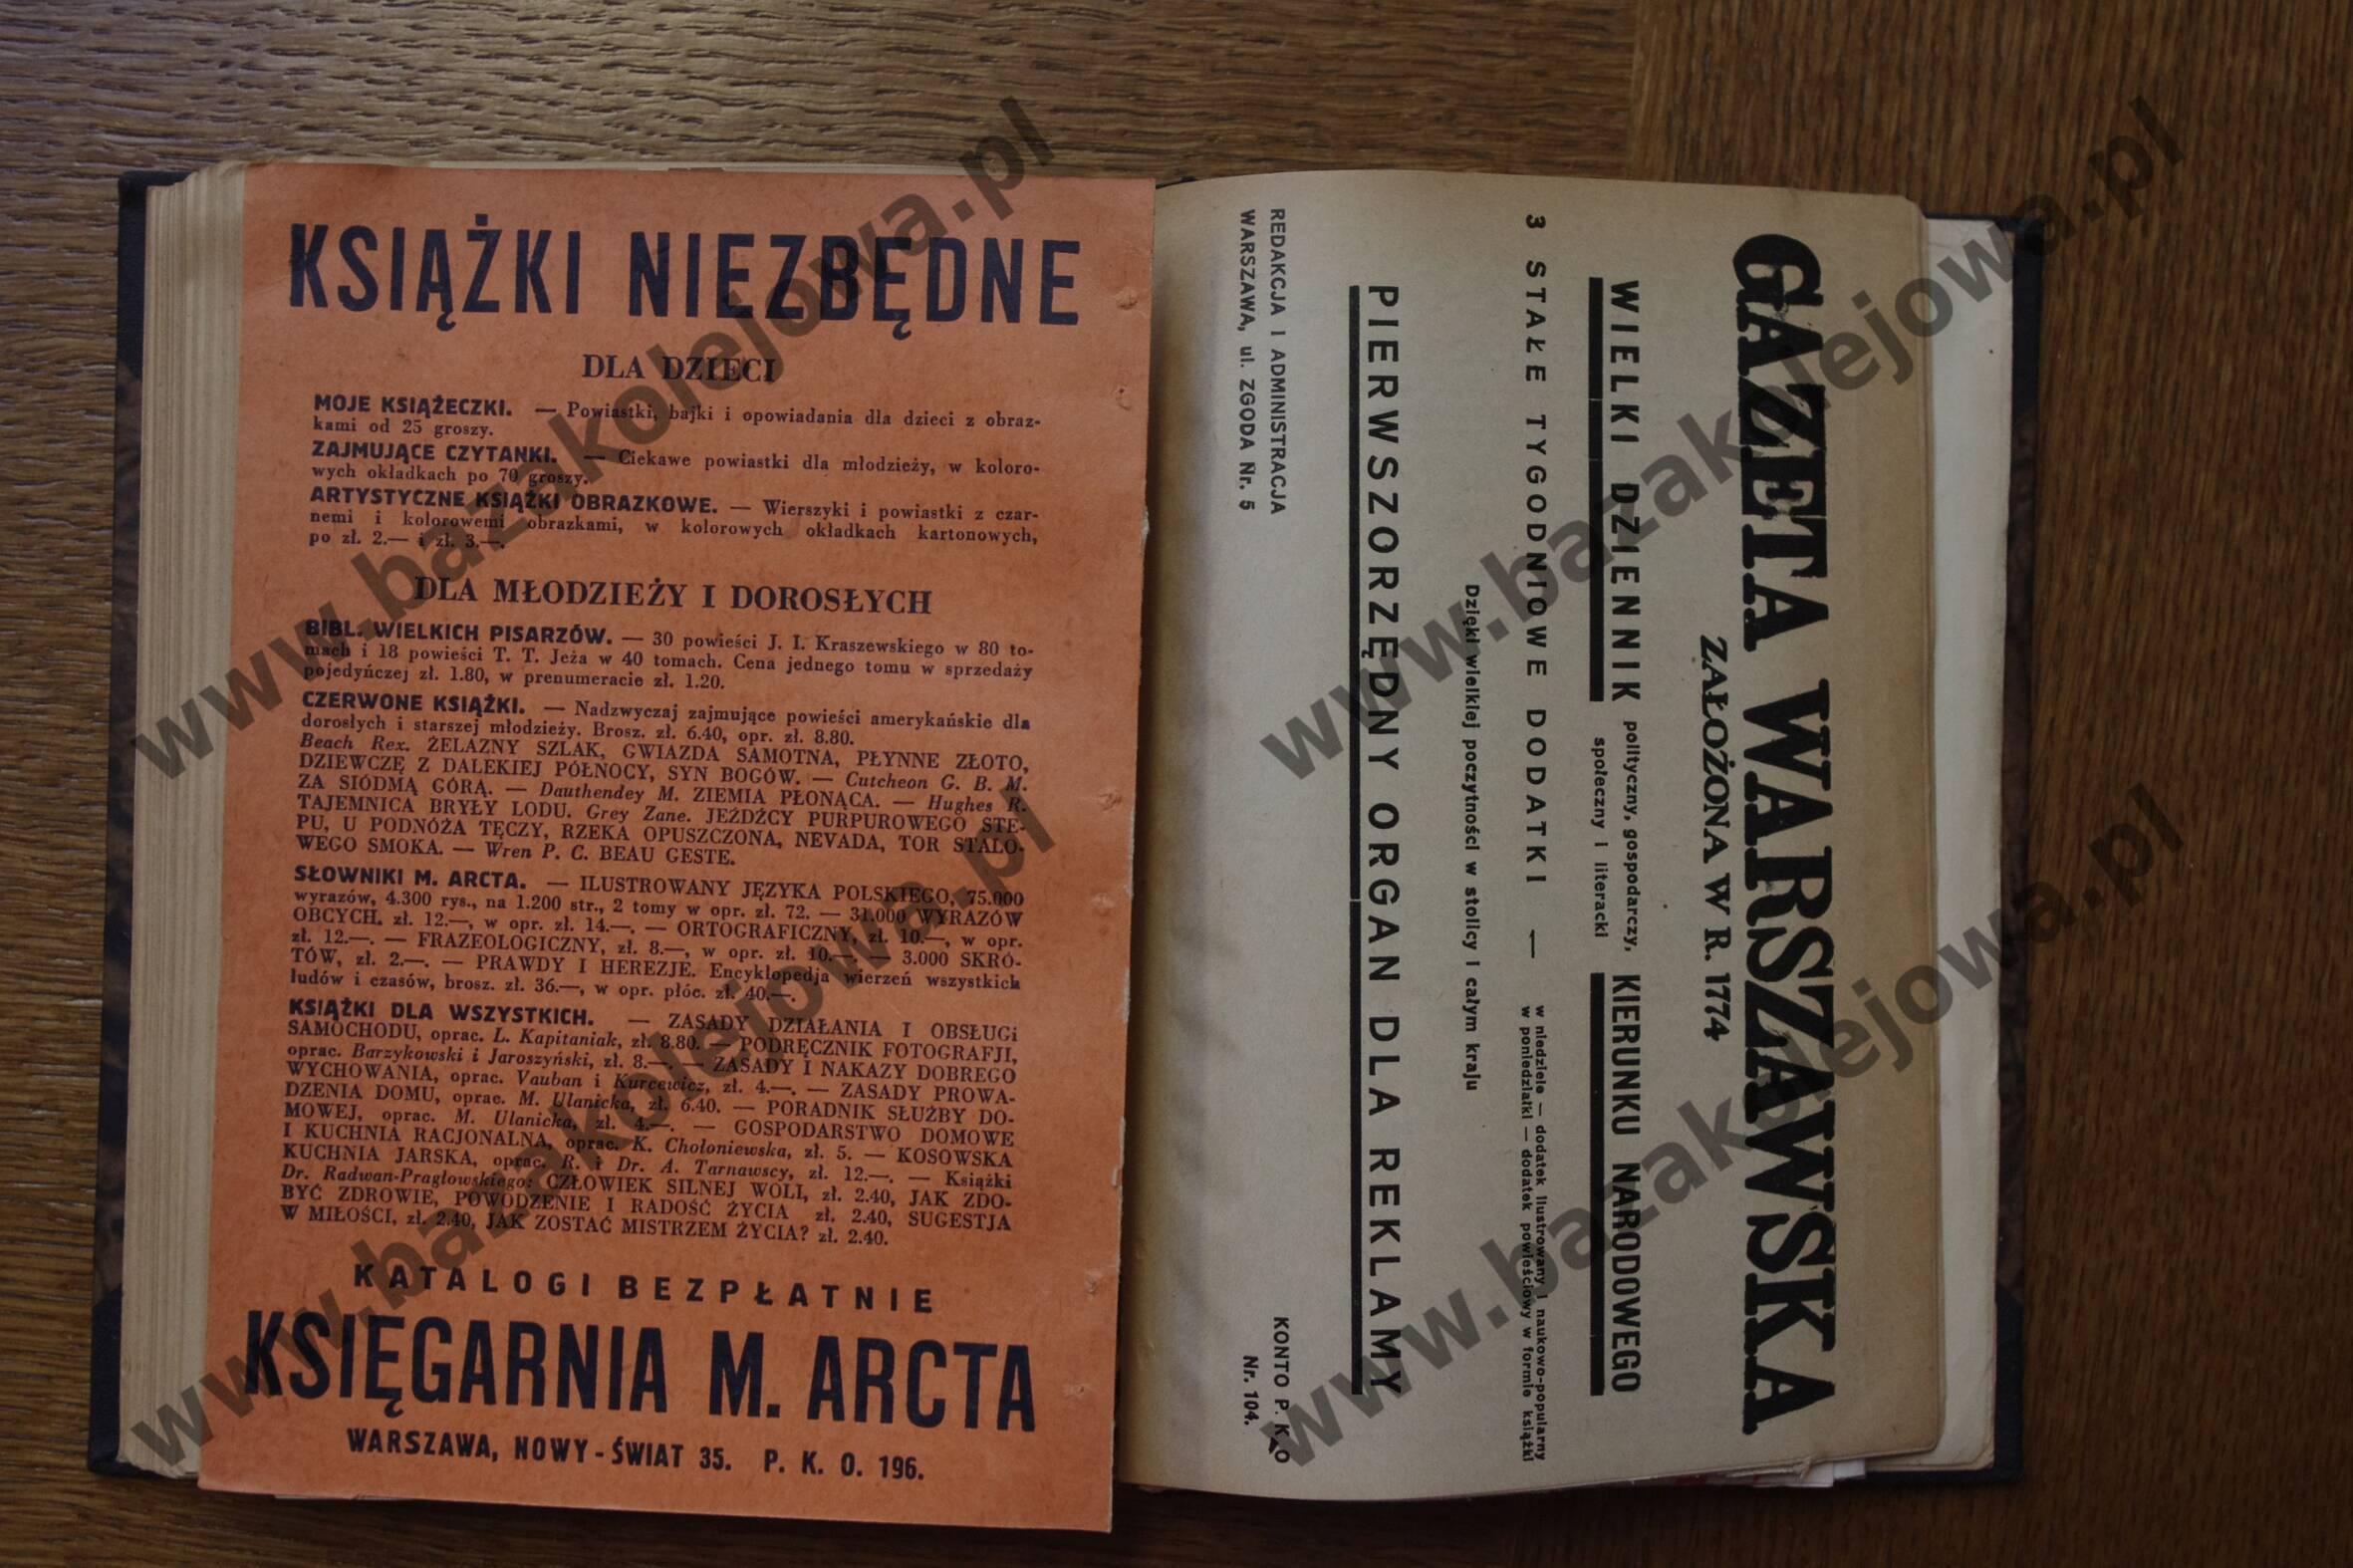 KSIĄŻKI NIEZBĘDNE
DLA DZIECI
MOJE KSIĄŻECZKI. — Powiastki, bajki i opowiadania dla dzieci z obraz-
kami od 25 groszy.
ZAJMUJĄCE CZYTANKI. — Ciekawe powiastki dla młodzieży, w koloro-
wych okładkach po 70 groszy.
ARTYSTYCZNE KSIĄŻKI OBRAZKOWE. — Wierszyki i powiastki z czar-
nemi i kolorowemi obrazkami, w kolorowych okładkach kartonowych,
po zł. 2.— i zł. 3.—.
DLA MŁODZIEŻY I DOROSŁYCH
BIBL. WIELKICH PISARZÓW. — 30 powieści J. I. Kraszewskiego w 80 to-
mach i 18 powieści T. T. Jeża w 40 tomach. Cena jednego tomu w sprzedaży
pojedyńczej zł. 1.80, w prenumeracie zł. 1.20.
CZERWONE KSIĄŻKI. — Nadzwyczaj zajmujące powieści amerykańskie dla
dorosłych i starszej młodzieży. Brosz. zł. 6.40, opr. zł. 8.80.
Beach Rex. ŻELAZNY SZLAK, GWIAZDA SAMOTNA, PŁYNNE ZŁOTO,
DZIEWCZĘ Z DALEKIEJ PÓŁNOCY, SYN BOGÓW. — Cutcheon G. B. M.
ZA SIÓDMĄ GÓRĄ. — Dauthendey M. ZIEMIA PŁONĄCA. — Hughes R.
TAJEMNICA BRYŁY LODU. Grey Zane. JEŹDŹCY PURPUROWEGO STE-
PU, U PODNÓŻA TĘCZY, RZEKA OPUSZCZONA, NEVADA, TOR STALO-
WEGO SMOKA. — Wren P. C. BEAU GESTE.
SŁOWNIKI M. ARCTA. — ILUSTROWANY JĘZYKA POLSKIEGO, 75.000
wyrazów, 4.300 rys., na 1.200 str., 2 tomy w opr. zł. 72. — 31.000 WYRAZÓW
OBCYCH. zł. 12.—, w opr. zł. 14.—. — ORTOGRAFICZNY, zł. 10.—, w opr.
zł. 12.—. — FRAZEOLOGICZNY, zł. 8.—, w opr. zł. 10.—. — 3.000 SKRÓ-
TÓW, zł. 2.—. — PRAWDY I HEREZJE. Encyklopedja wierzeń wszystkich
ludów i czasów, brosz. zł. 36.—, w opr. płóc. zł. 40.—.
KSIĄŻKI DLA WSZYSTKICH. — ZASADY DZIAŁANIA I OBSŁUGi
SAMOCHODU, oprac. L. Kapitaniak, zł. 8.80. — PODRĘCZNIK FOTOGRAFJI,
oprac. Barzykowski i Jaroszyński, zł. 8.—. — ZASADY I NAKAZY DOBREGO
WYCHOWANIA, oprac. Vauban i Kurcewicz, zł. 4.—. — ZASADY PROWA-
DZENIA DOMU, oprac. M. Ulanicka, zł. 6.40. — PORADNIK SŁUŻBY DO-
MOWEJ, oprac. M. Ulanicka, zł. 4.—. — GOSPODARSTWO DOMOWE
I KUCHNIA RACJONALNA, oprac. K. Chołoniewska, zł. 5. — KOSOWSKA
KUCHNIA JARSKA, oprac. R. i Dr. A. Tarnawscy, zł. 12.—. — Książki
Dr. Radwan-Pragłowskiego: CZŁOWIEK SILNEJ WOLI, zł. 2.40, JAK ZDO-
BYĆ ZDROWIE, POWODZENIE I RADOŚĆ ŻYCIA zł. 2.40, SUGESTJA
W MIŁOŚCI, zł. 2.40, JAK ZOSTAĆ MISTRZEM ŻYCIA? zł. 2.40.
KATALOGI BEZPŁATNIE
KSIĘGARNIA M. ARCTA
WARSZAWA, NOWY-ŚWIAT 35. P. K. O. 196.
GAZETA WARSZAWSKA
ZAŁOŻONA W R. 1774
WIELKI DZIENNIK polityczny, gospodarczy, społeczny i literacki KIERUNKU NARODOWEGO
3 STAŁE TYGODNIOWE DODATKI — w niedziele — dodatek ilustrowany i naukowo-popularny
w poniedziałki — dodatek powieściowy w formie książki
Dzięki wielkiej poczytności w stolicy i całym kraju
PIERWSZORZĘDNY ORGAN DLA REKLAMY
REDAKCJA I ADMINISTRACJA
WARSZAWA, ul. ZGODA Nr. 5
KONTO P. K. O
Nr. 104.
www.bazakolejowa.pl
www.bazakolejowa.pl
www.bazakolejowa.pl
www.bazakolejowa.pl